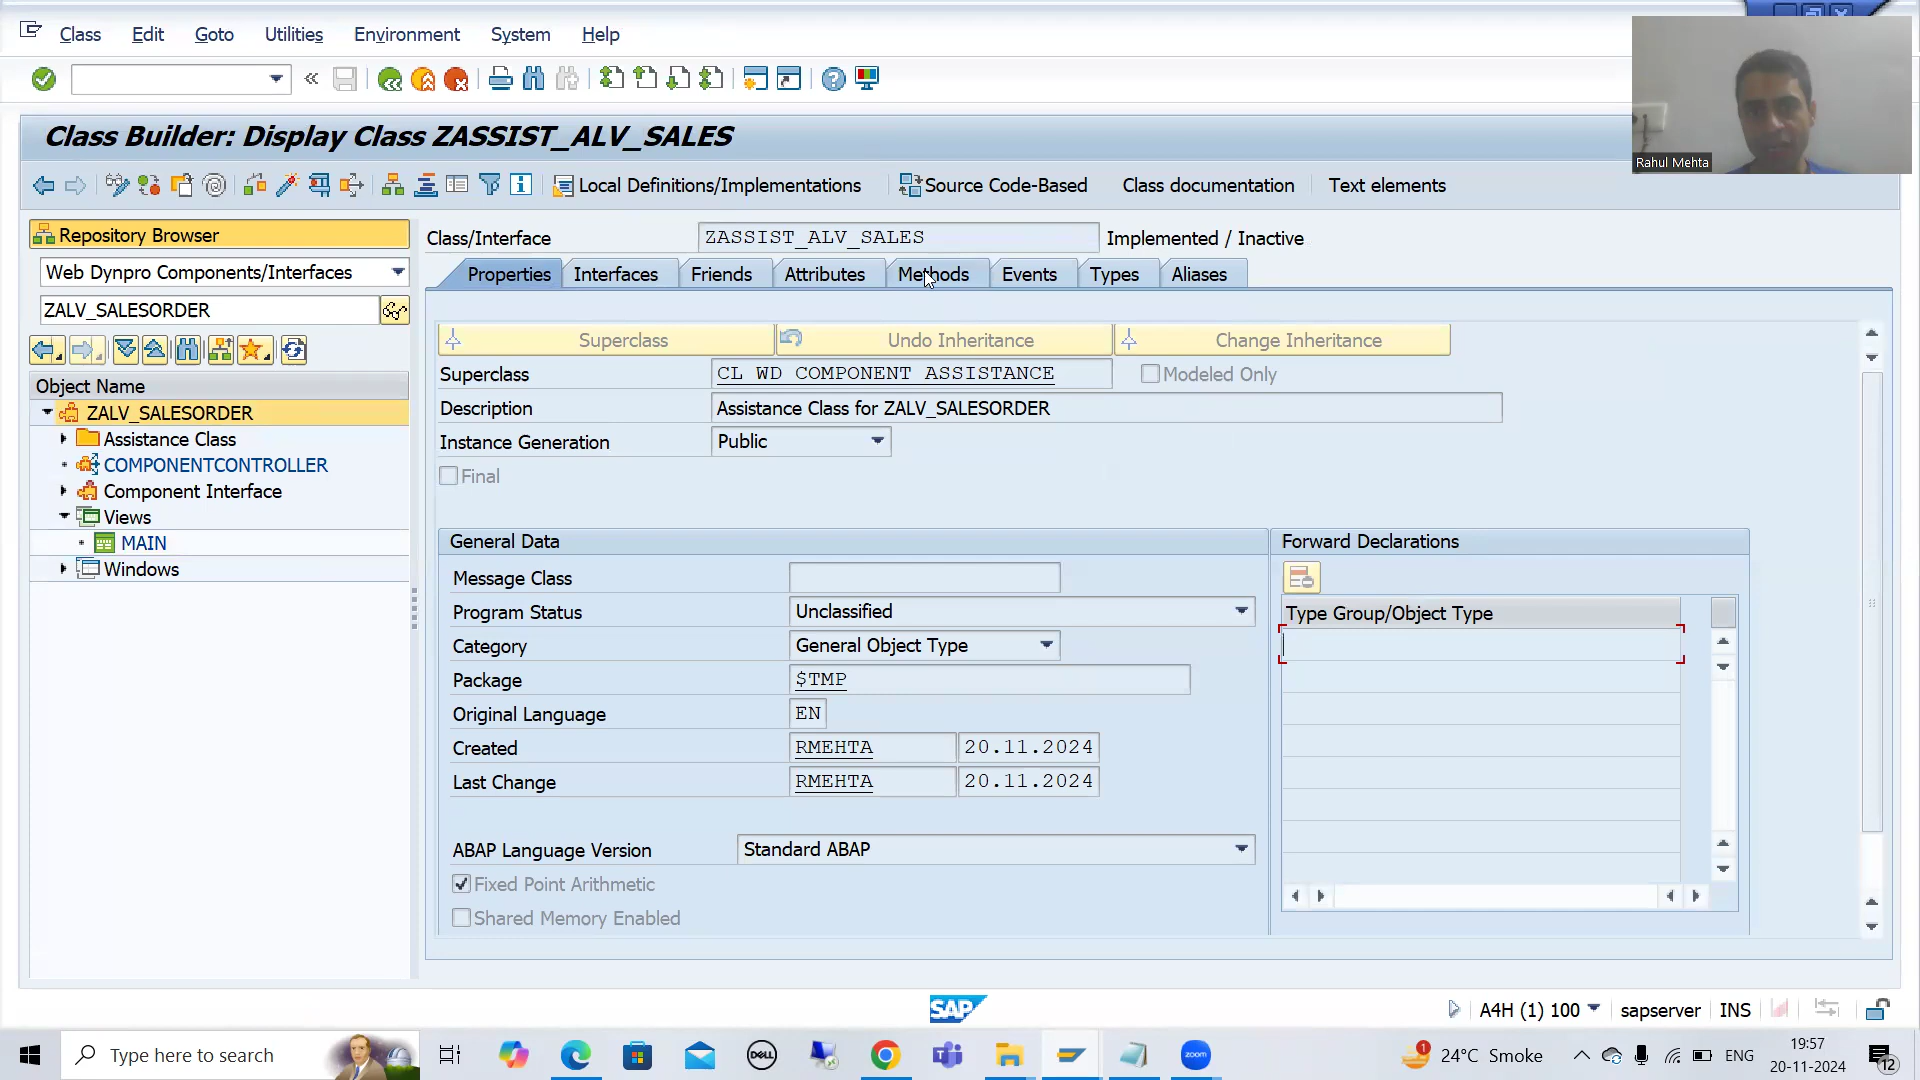 Class Edit Goto Utilities Environment System Help
Class Builder: Display Class ZASSIST_ALV_SALES
Local Definitions/Implementations Source Code-Based Class documentation Text elements
Rahul Mehta
Repository Browser
Web Dynpro Components/Interfaces
ZALV_SALESORDER
Object Name
ZALV_SALESORDER
Assistance Class
COMPONENTCONTROLLER
Component Interface
Views
MAIN
Windows
Class/Interface ZASSIST_ALV_SALES Implemented / Inactive
Properties Interfaces Friends Attributes Methods Events Types Aliases
Superclass Undo Inheritance Change Inheritance
Superclass CL_WD_COMPONENT_ASSISTANCE Modeled Only
Description Assistance Class for ZALV_SALESORDER
Instance Generation Public
Final
General Data
Message Class
Program Status Unclassified
Category General Object Type
Package $TMP
Original Language EN
Created RMEHTA 20.11.2024
Last Change RMEHTA 20.11.2024
ABAP Language Version Standard ABAP
Fixed Point Arithmetic
Shared Memory Enabled
Forward Declarations
Type Group/Object Type
SAP
A4H (1) 100 sapserver INS
Type here to search
DELL
zoom
1
24°C Smoke
ENG
19:57
20-11-2024
12